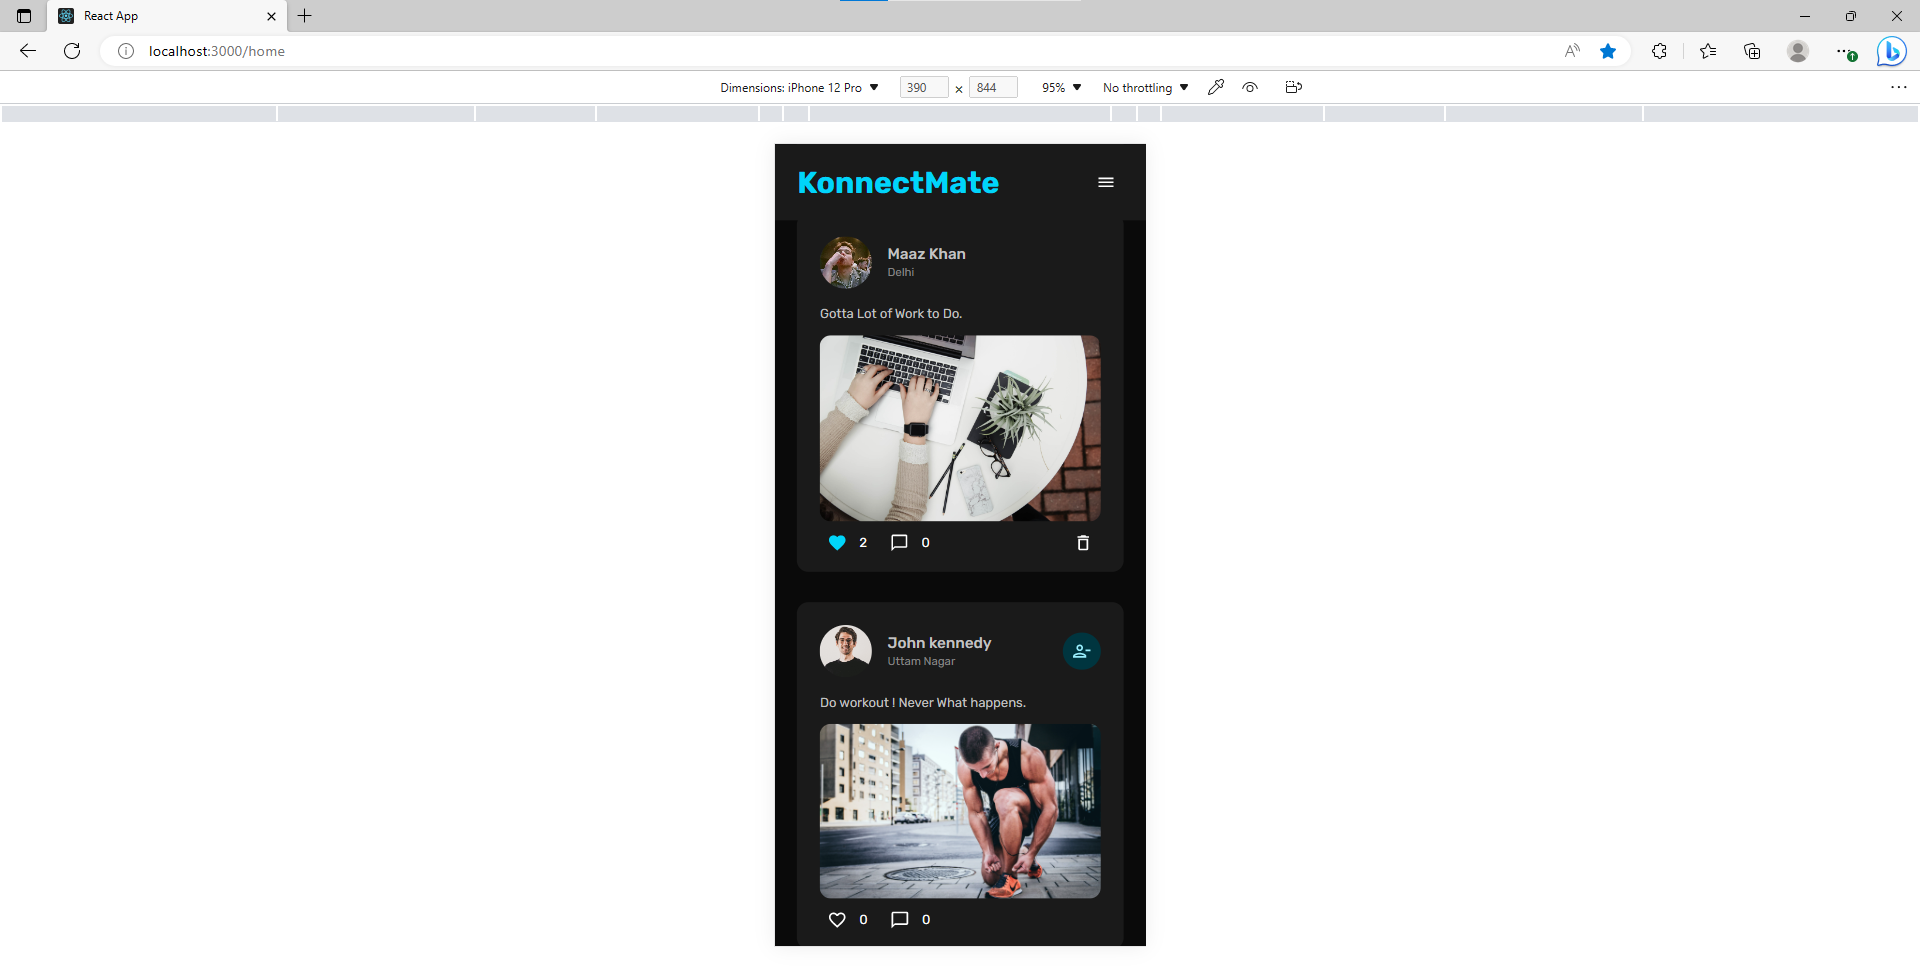 React App
localhost:3000/home
Dimensions: iPhone 12 Pro 390 × 844 95% No throttling
KonnectMate
Maaz Khan
Delhi
Gotta Lot of Work to Do.
2 0
John kennedy
Uttam Nagar
Do workout ! Never What happens.
0 0